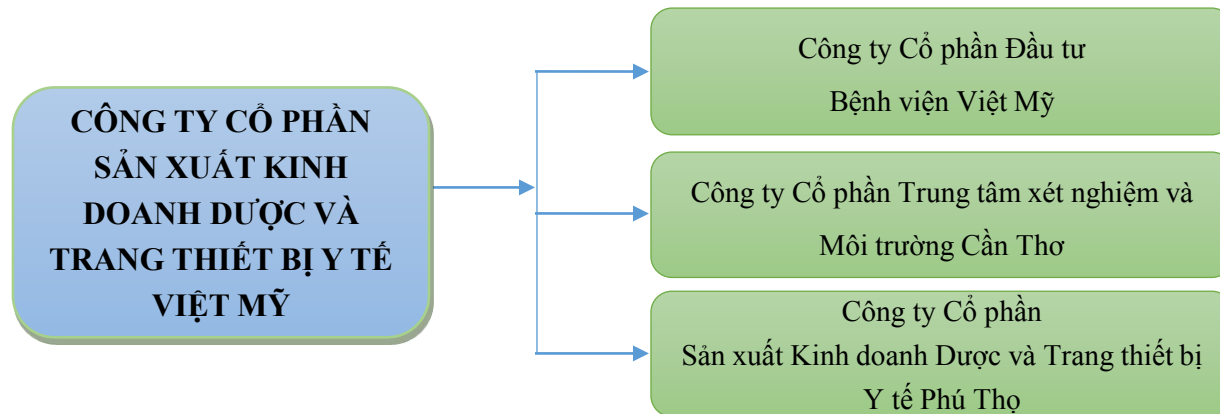 CÔNG TY CỔ PHẦN
SẢN XUẤT KINH
DOANH DƯỢC VÀ
TRANG THIẾT BỊ Y TẾ
VIỆT MỸ
Công ty Cổ phần Đầu tư
Bệnh viện Việt Mỹ
Công ty Cổ phần Trung tâm xét nghiệm và
Môi trường Cần Thơ
Công ty Cổ phần
Sản xuất Kinh doanh Dược và Trang thiết bị
Y tế Phú Thọ